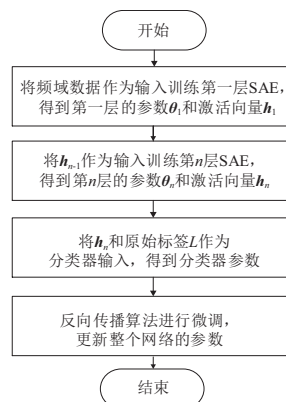 开始
将频域数据作为输入训练第一层SAE，
得到第一层的参数θ₁和激活向量h₁
将hₙ₋₁作为输入训练第n层SAE，
得到第n层的参数θₙ和激活向量hₙ
将hₙ和原始标签L作为
分类器输入，得到分类器参数
反向传播算法进行微调，
更新整个网络的参数
结束